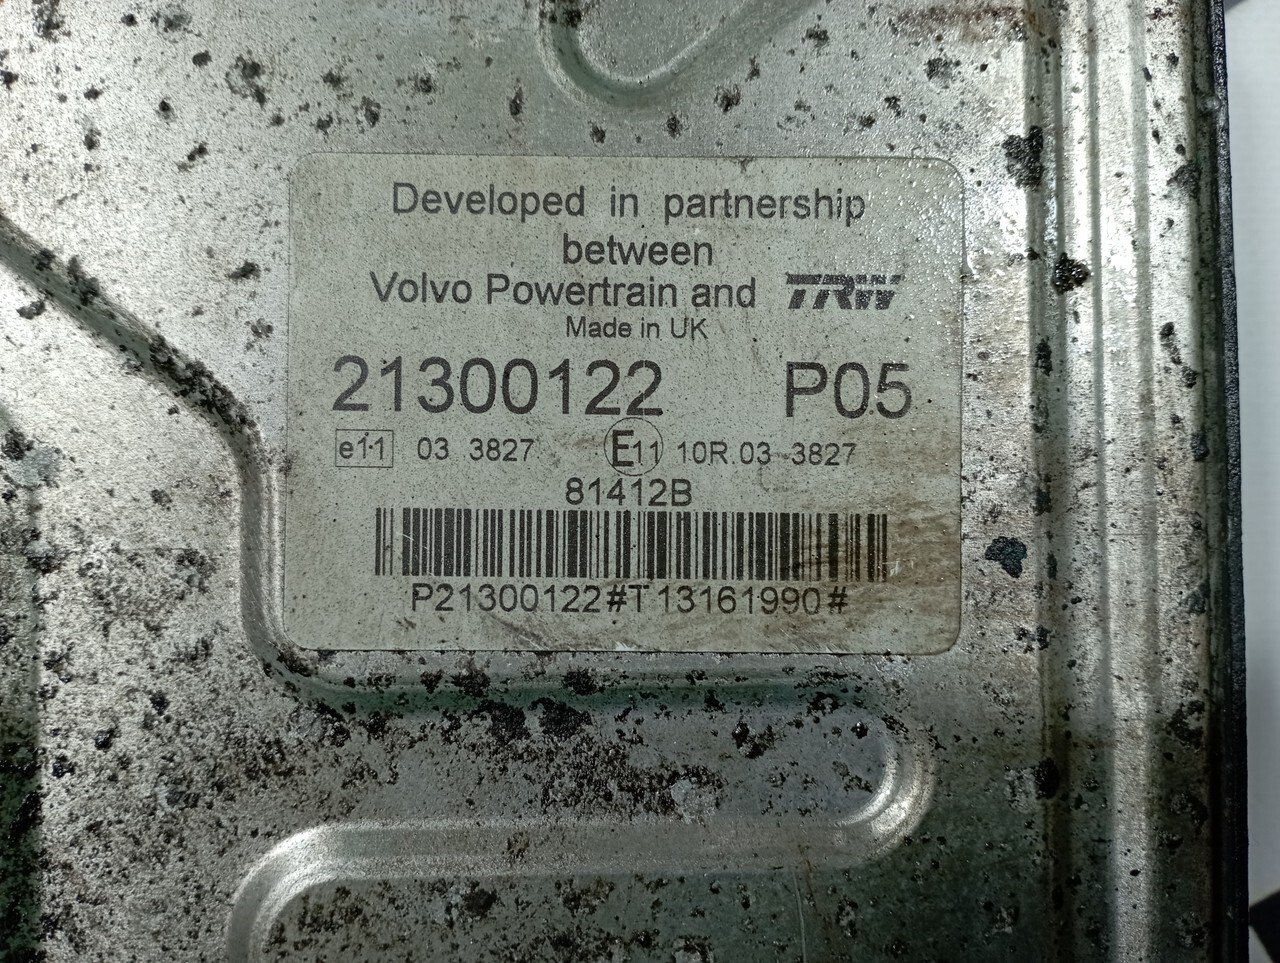 Developed in partnership
between
Volvo Powertrain and TRW
Made in UK
21300122 P05
e11 03 3827 E11 10R.03 3827
81412B
P21300122#T13161990#